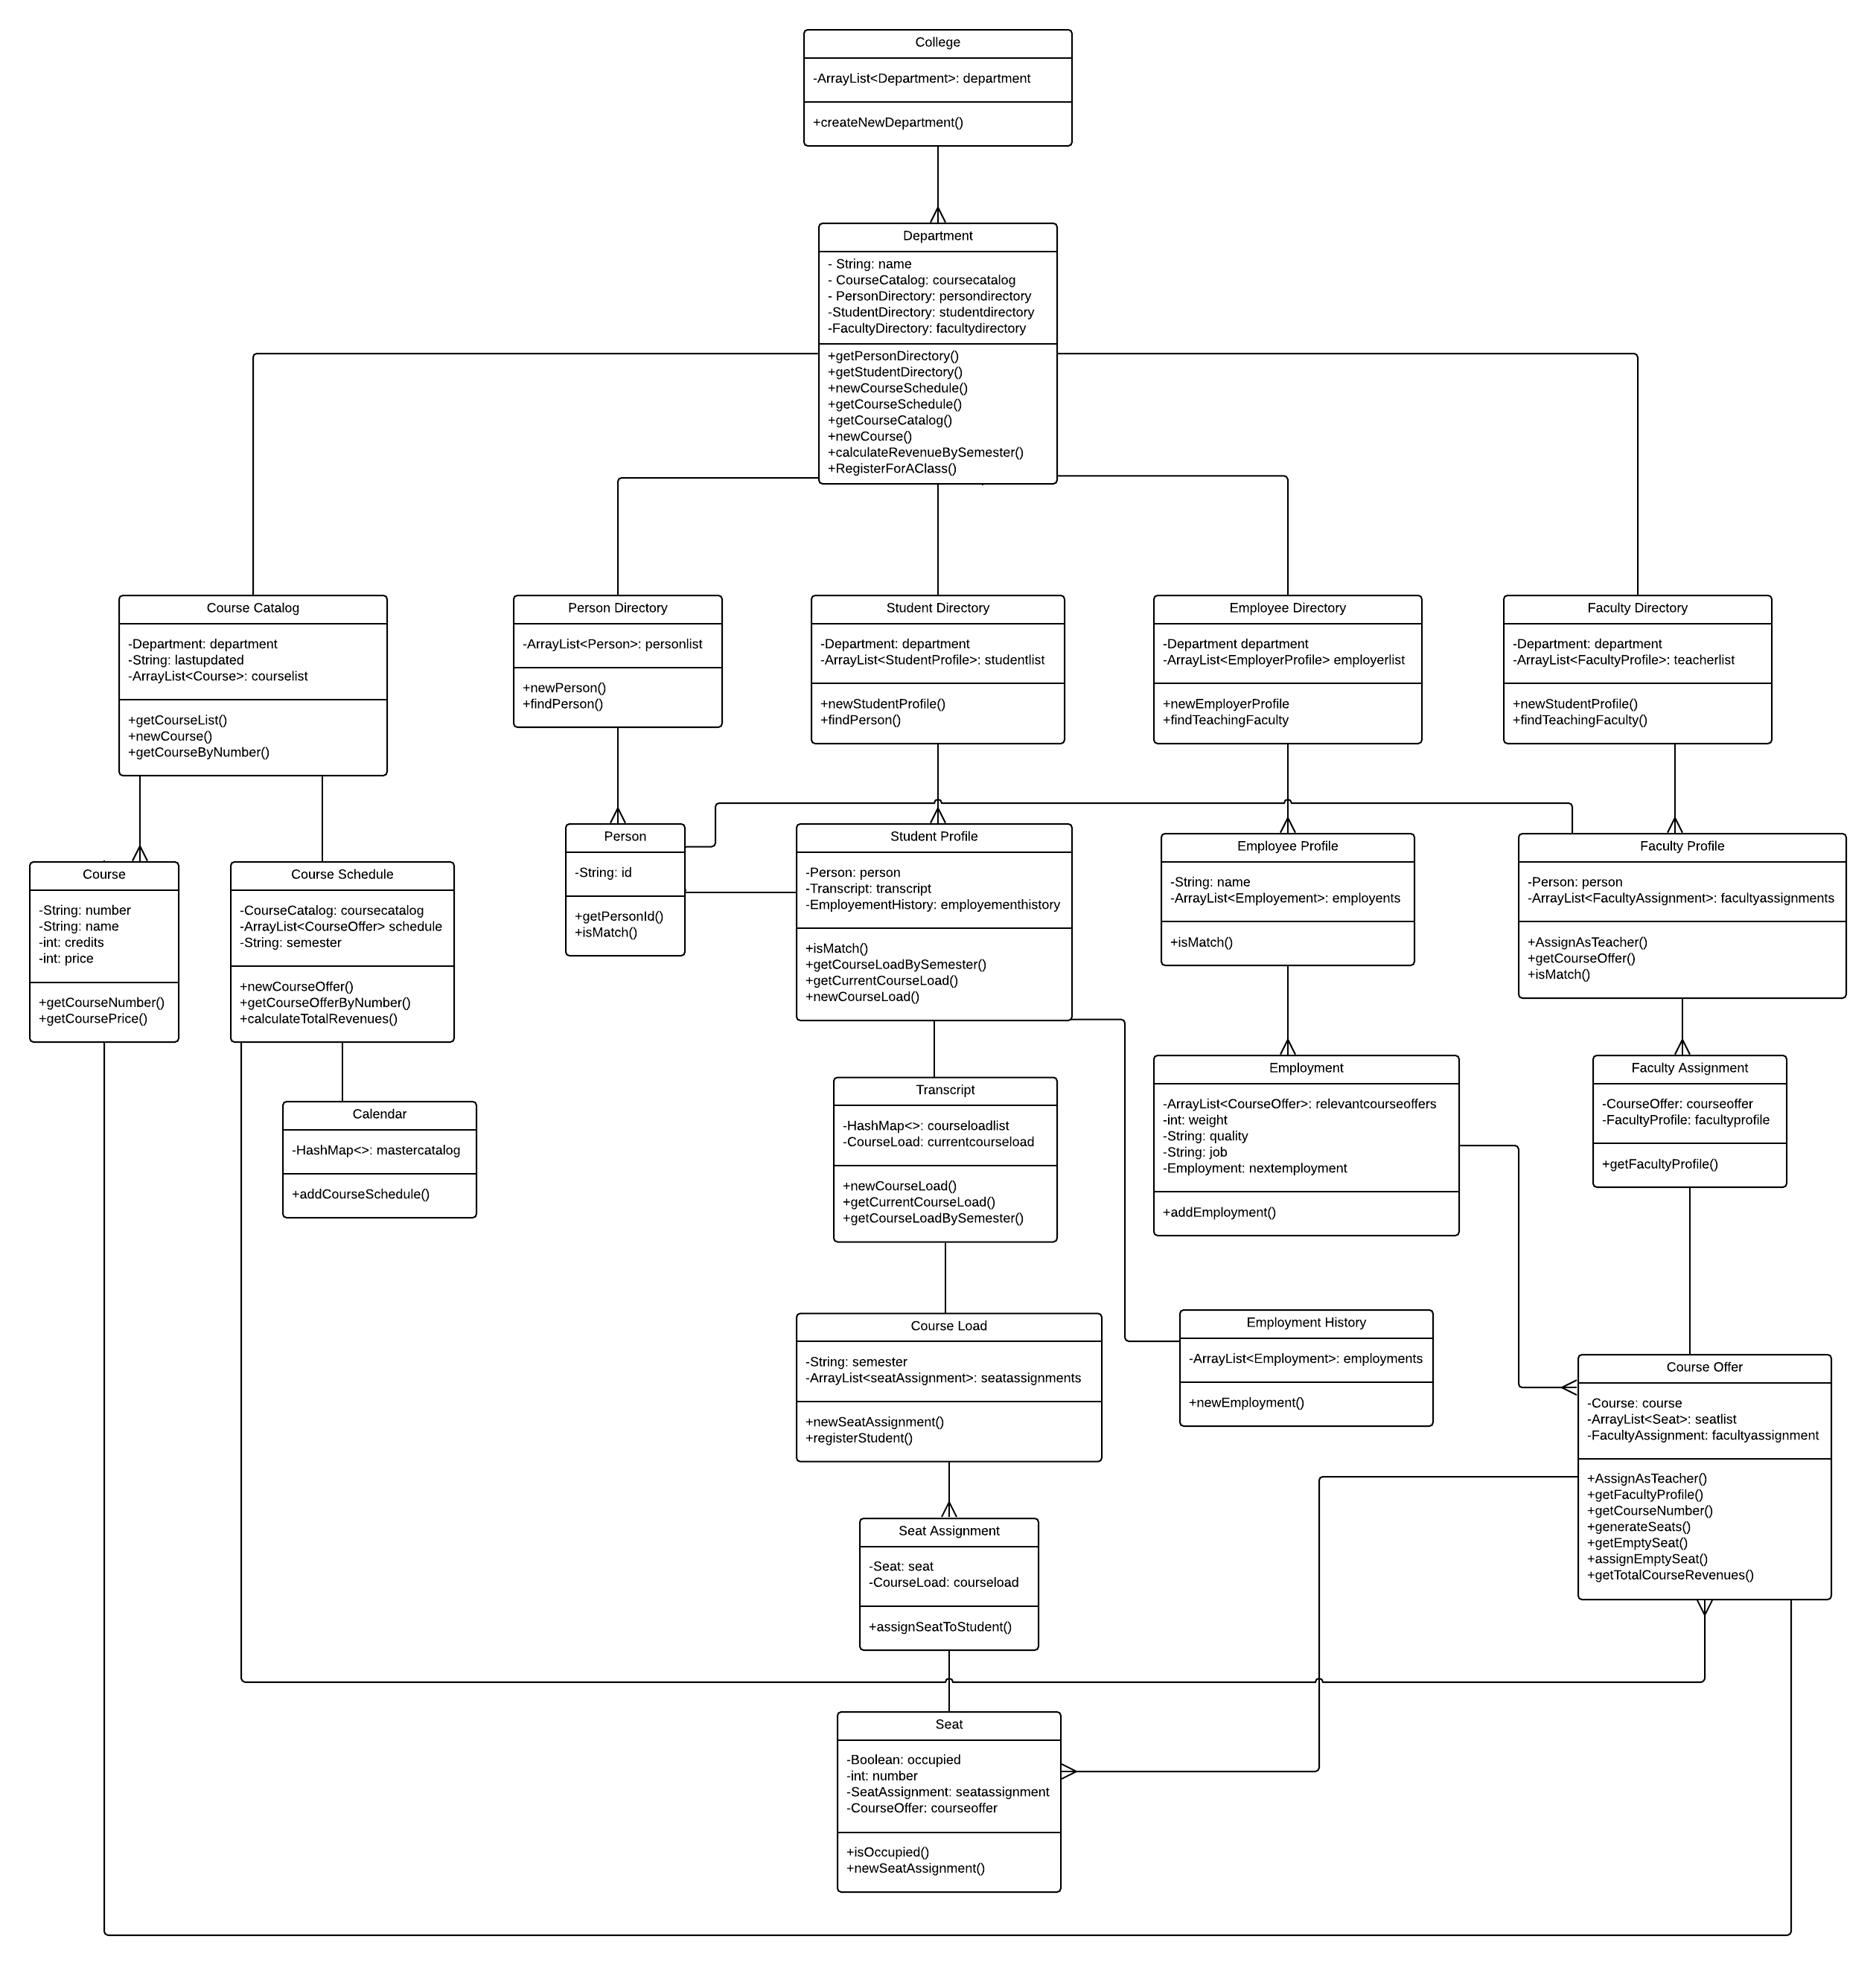 College
-ArrayList<Department>: department
+createNewDepartment()
Department
- String: name
- CourseCatalog: coursecatalog
- PersonDirectory: persondirectory
-StudentDirectory: studentdirectory
-FacultyDirectory: facultydirectory
+getPersonDirectory()
+getStudentDirectory()
+newCourseSchedule()
+getCourseSchedule()
+getCourseCatalog()
+newCourse()
+calculateRevenueBySemester()
+RegisterForAClass()
Course Catalog
-Department: department
-String: lastupdated
-ArrayList<Course>: courselist
+getCourseList()
+newCourse()
+getCourseByNumber()
Person Directory
-ArrayList<Person>: personlist
+newPerson()
+findPerson()
Student Directory
-Department: department
-ArrayList<StudentProfile>: studentlist
+newStudentProfile()
+findPerson()
Employee Directory
-Department department
-ArrayList<EmployerProfile> employerlist
+newEmployerProfile
+findTeachingFaculty
Faculty Directory
-Department: department
-ArrayList<FacultyProfile>: teacherlist
+newStudentProfile()
+findTeachingFaculty()
Course
-String: number
-String: name
-int: credits
-int: price
+getCourseNumber()
+getCoursePrice()
Course Schedule
-CourseCatalog: coursecatalog
-ArrayList<CourseOffer> schedule
-String: semester
+newCourseOffer()
+getCourseOfferByNumber()
+calculateTotalRevenues()
Person
-String: id
+getPersonId()
+isMatch()
Student Profile
-Person: person
-Transcript: transcript
-EmployementHistory: employementhistory
+isMatch()
+getCourseLoadBySemester()
+getCurrentCourseLoad()
+newCourseLoad()
Employee Profile
-String: name
-ArrayList<Employement>: employents
+isMatch()
Faculty Profile
-Person: person
-ArrayList<FacultyAssignment>: facultyassignments
+AssignAsTeacher()
+getCourseOffer()
+isMatch()
Calendar
-HashMap<>: mastercatalog
+addCourseSchedule()
Transcript
-HashMap<>: courseloadlist
-CourseLoad: currentcourseload
+newCourseLoad()
+getCurrentCourseLoad()
+getCourseLoadBySemester()
Employment
-ArrayList<CourseOffer>: relevantcourseoffers
-int: weight
-String: quality
-String: job
-Employment: nextemployment
+addEmployment()
Faculty Assignment
-CourseOffer: courseoffer
-FacultyProfile: factulyprofile
+getFacultyProfile()
Course Load
-String: semester
-ArrayList<seatAssignment>: seatassignments
+newSeatAssignment()
+registerStudent()
Employment History
-ArrayList<Employment>: employments
+newEmployment()
Course Offer
-Course: course
-ArrayList<Seat>: seatlist
-FacultyAssignment: facultyassignment
+AssignAsTeacher()
+getFacultyProfile()
+getCourseNumber()
+generateSeats()
+getEmptySeat()
+assignEmptySeat()
+getTotalCourseRevenues()
Seat Assignment
-Seat: seat
-CourseLoad: courseload
+assignSeatToStudent()
Seat
-Boolean: occupied
-int: number
-SeatAssignment: seatassignment
-CourseOffer: courseoffer
+isOccupied()
+newSeatAssignment()